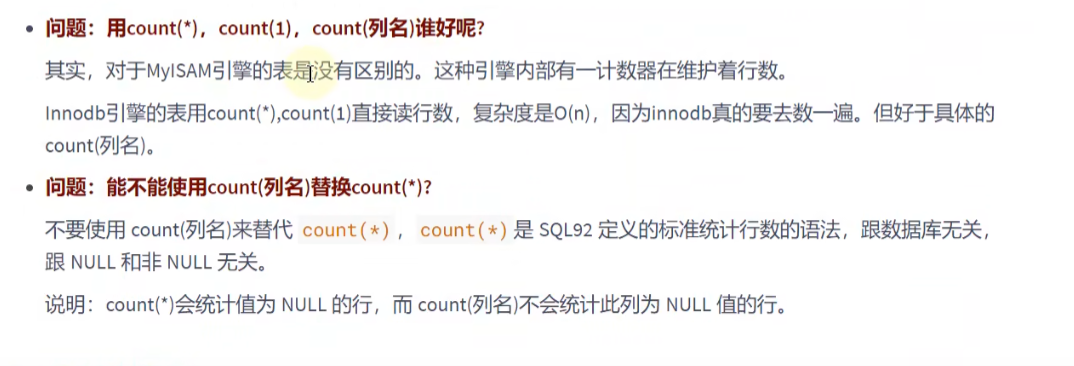 问题：用count(*)，count(1)，count(列名)谁好呢?
其实，对于MyISAM引擎的表是没有区别的。这种引擎内部有一计数器在维护着行数。
Innodb引擎的表用count(*),count(1)直接读行数，复杂度是O(n)，因为innodb真的要去数一遍。但好于具体的
count(列名)。
问题：能不能使用count(列名)替换count(*)?
不要使用 count(列名)来替代 count(*) ， count(*) 是 SQL92 定义的标准统计行数的语法，跟数据库无关，
跟 NULL 和非 NULL 无关。
说明：count(*)会统计值为 NULL 的行，而 count(列名)不会统计此列为 NULL 值的行。